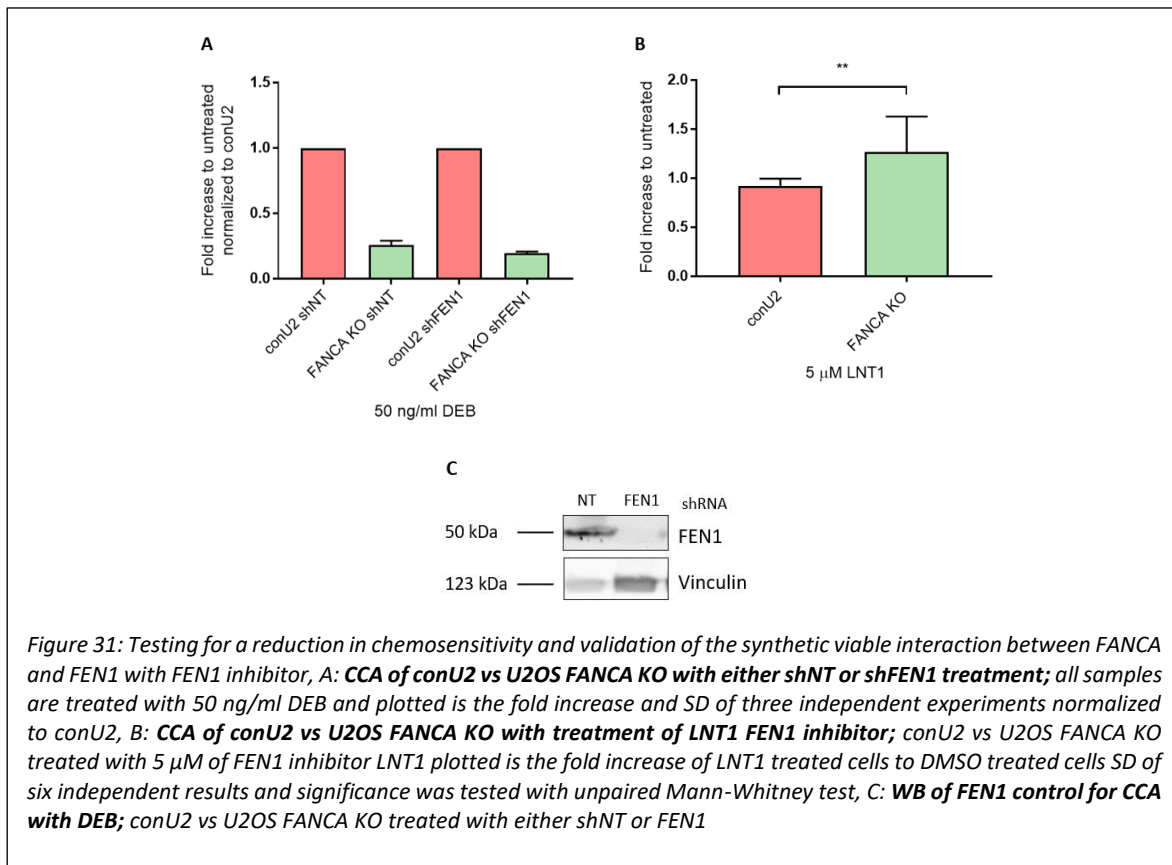 A
Fold increase to untreated
normalized to conU2
1.5
1.0
0.5
0.0
conU2 shNT
FANCA KO shNT
conU2 shFEN1
FANCA KO shFEN1
50 ng/ml DEB
B
**
Fold increase to untreated
2.0
1.5
1.0
0.5
0.0
conU2
FANCA KO
5 μM LNT1
C
NT FEN1 shRNA
50 kDa FEN1
123 kDa Vinculin
Figure 31: Testing for a reduction in chemosensitivity and validation of the synthetic viable interaction between FANCA
and FEN1 with FEN1 inhibitor, A: CCA of conU2 vs U2OS FANCA KO with either shNT or shFEN1 treatment; all samples
are treated with 50 ng/ml DEB and plotted is the fold increase and SD of three independent experiments normalized
to conU2, B: CCA of conU2 vs U2OS FANCA KO with treatment of LNT1 FEN1 inhibitor; conU2 vs U2OS FANCA KO
treated with 5 μM of FEN1 inhibitor LNT1 plotted is the fold increase of LNT1 treated cells to DMSO treated cells SD of
six independent results and significance was tested with unpaired Mann-Whitney test, C: WB of FEN1 control for CCA
with DEB; conU2 vs U2OS FANCA KO treated with either shNT or FEN1